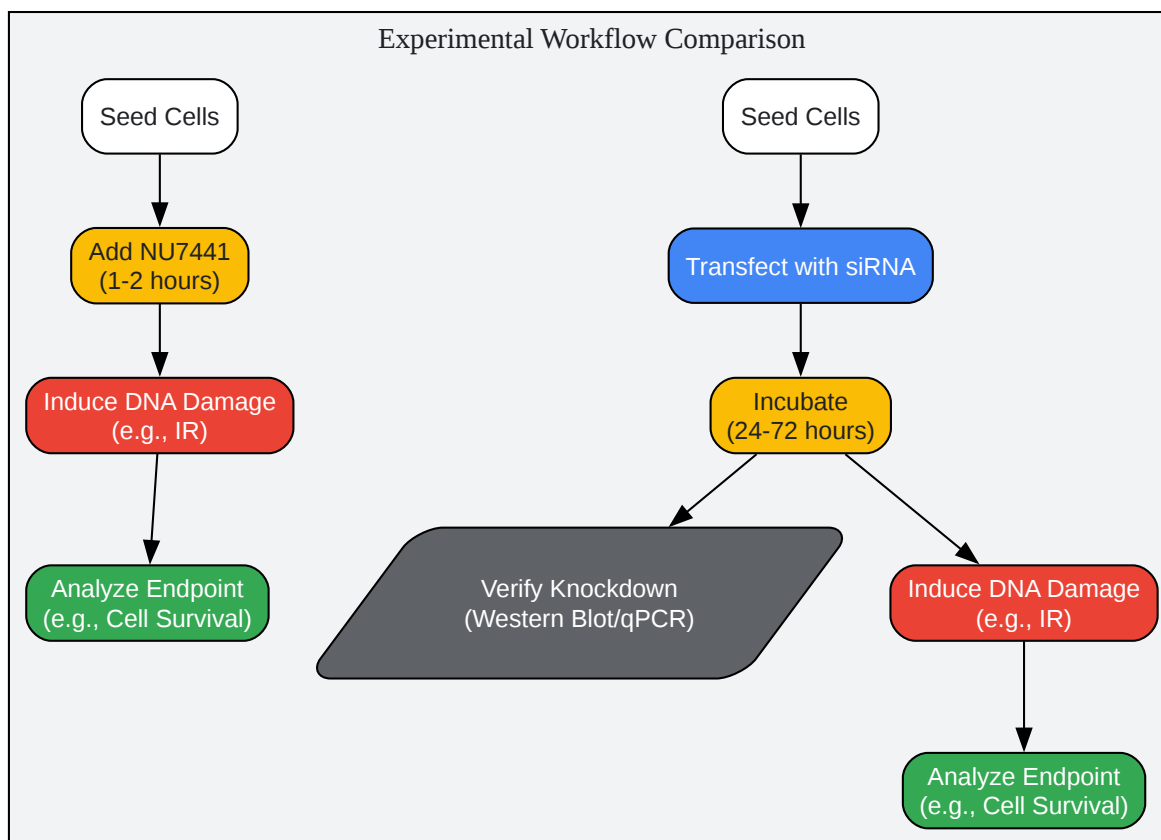 Experimental Workflow Comparison
Seed Cells
Add NU7441
(1-2 hours)
Induce DNA Damage
(e.g., IR)
Analyze Endpoint
(e.g., Cell Survival)
Seed Cells
Transfect with siRNA
Incubate
(24-72 hours)
Verify Knockdown
(Western Blot/qPCR)
Induce DNA Damage
(e.g., IR)
Analyze Endpoint
(e.g., Cell Survival)